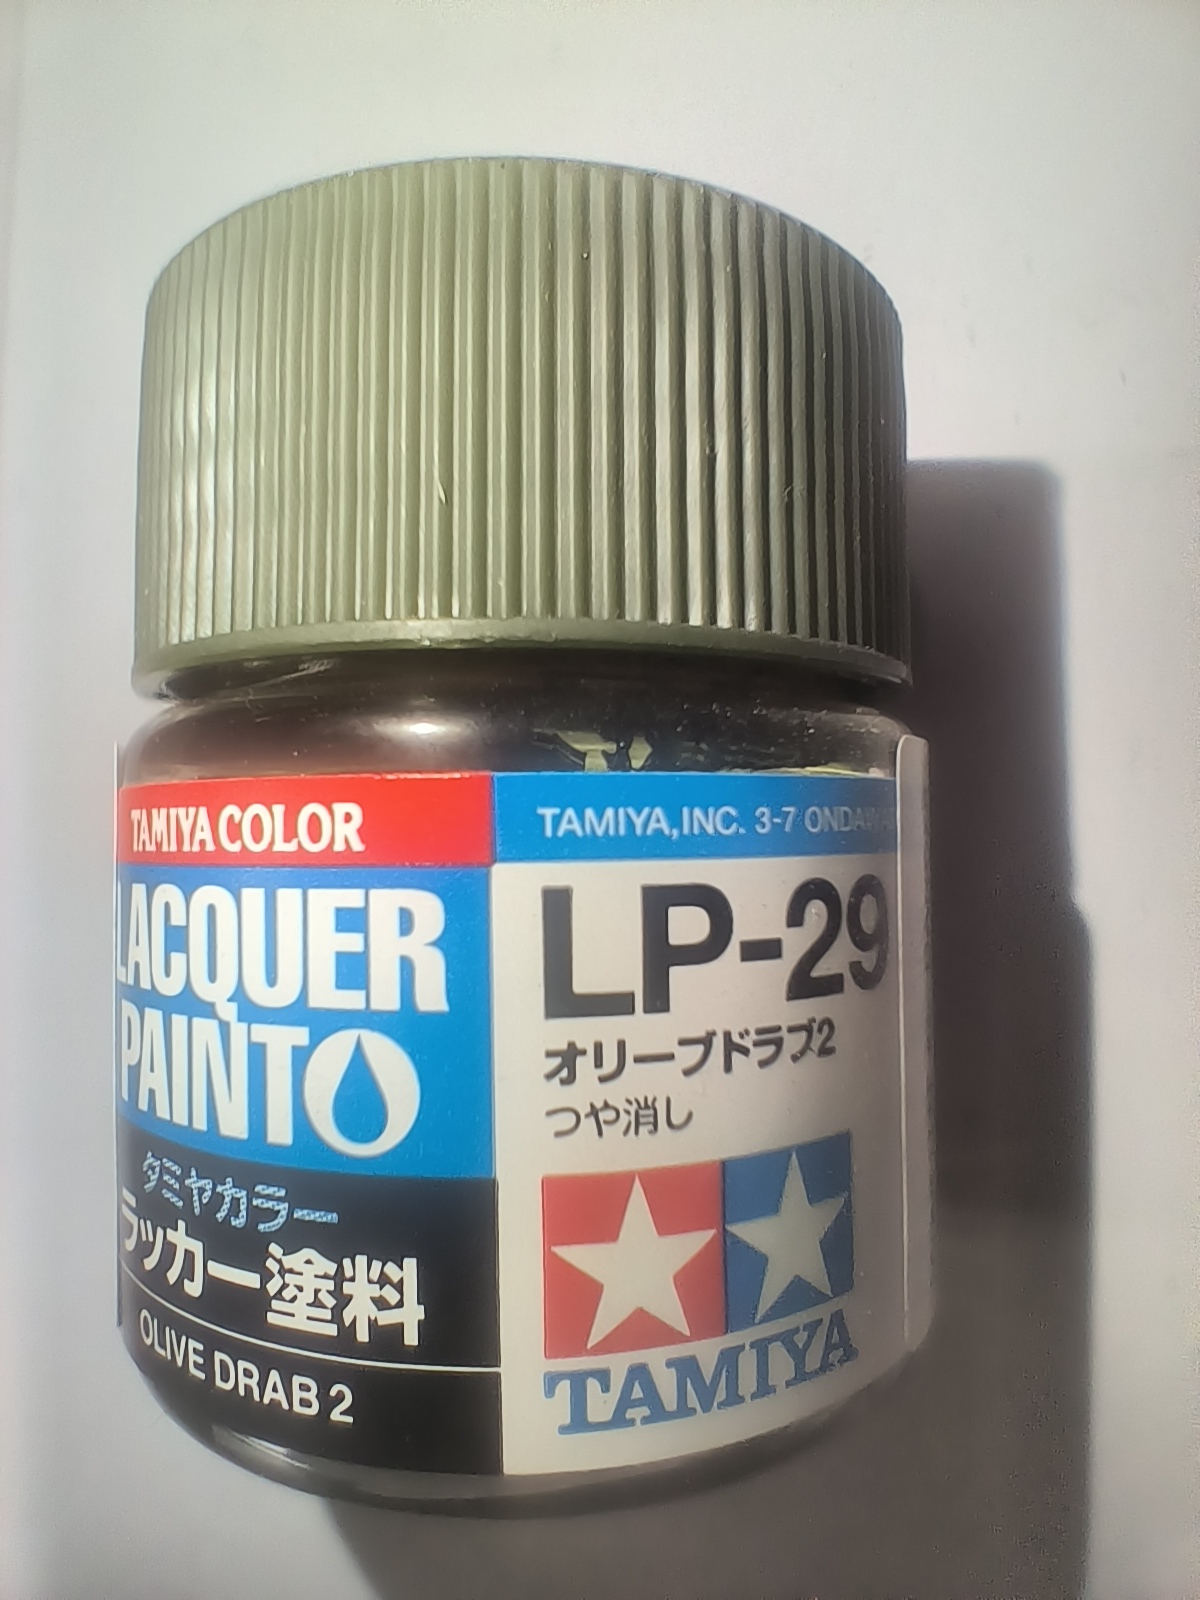 TAMIYA COLOR
LACQUER
PAINT
タミヤカラー
ラッカー塗料
OLIVE DRAB 2
TAMIYA, INC. 3-7
LP-29
オリーブドラブ2
つや消し
TAMIYA